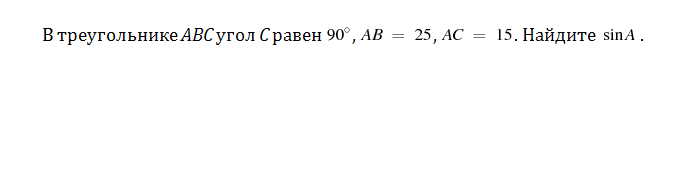 В треугольнике ABC угол C равен 90°, AB = 25, AC = 15. Найдите sinA .